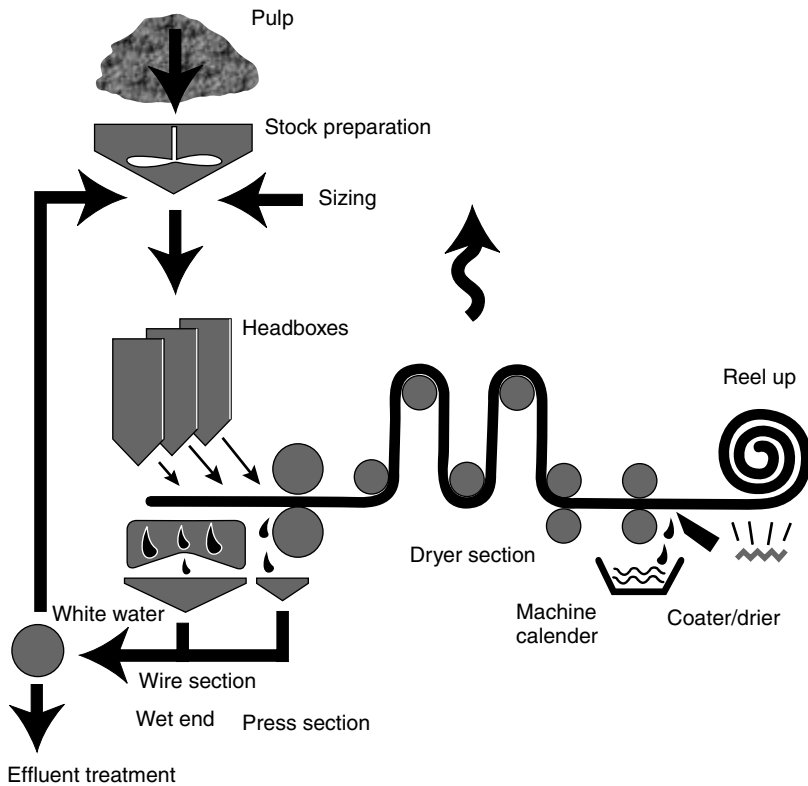 Pulp
Stock preparation
Sizing
Headboxes
Reel up
Dryer section
Machine
calender
Coater/drier
White water
Wire section
Wet end
Press section
Effluent treatment